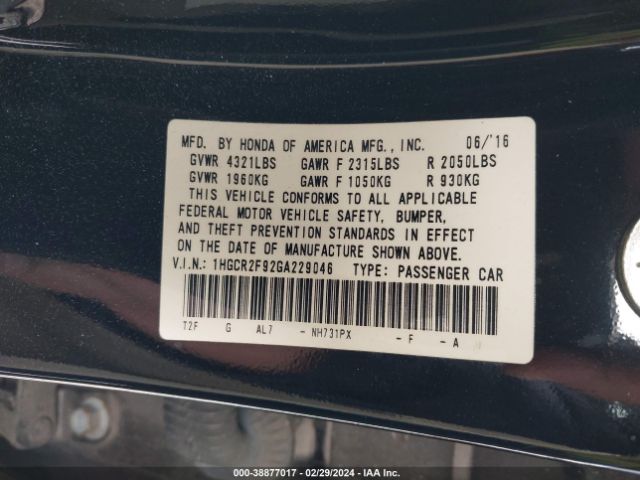 MFD. BY HONDA OF AMERICA MFG., INC. 06/'16
GVWR 4321LBS GAWR F 2315LBS R 2050LBS
GVWR 1960KG GAWR F 1050KG R 930KG
THIS VEHICLE CONFORMS TO ALL APPLICABLE
FEDERAL MOTOR VEHICLE SAFETY, BUMPER,
AND THEFT PREVENTION STANDARDS IN EFFECT
ON THE DATE OF MANUFACTURE SHOWN ABOVE.
V.I.N.: 1HGCR2F92GA229046 TYPE: PASSENGER CAR
T2F G AL7 - NH731PX - F - A
000-38877017 - 02/29/2024 - IAA Inc.